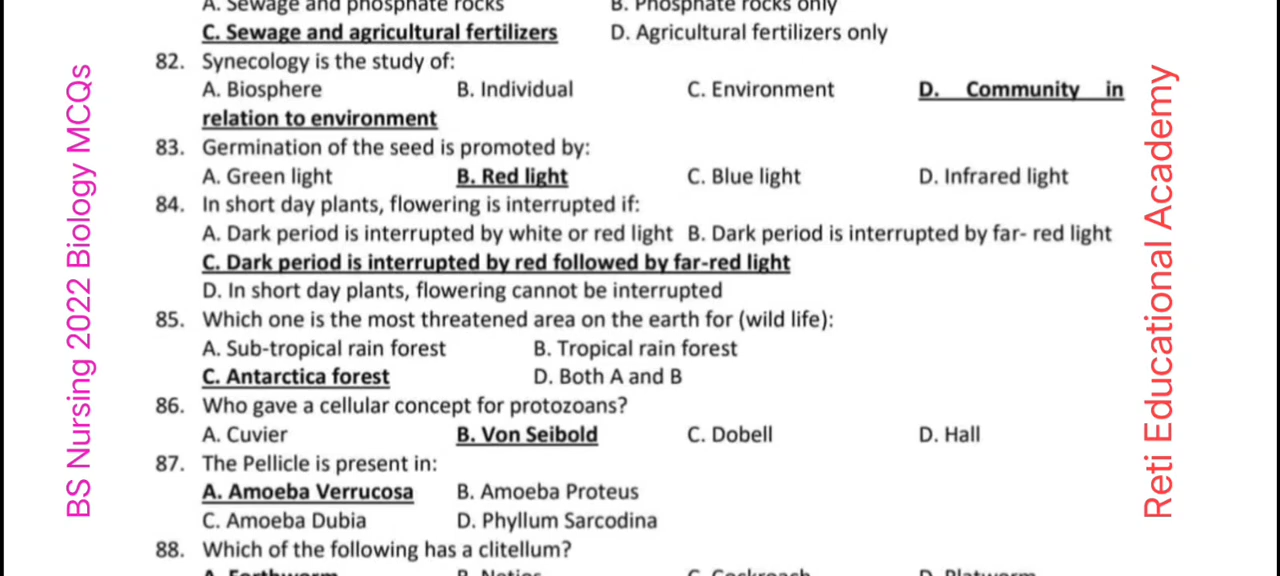 A. Sewage and phosphate rocks B. Phosphate rocks only
C. Sewage and agricultural fertilizers D. Agricultural fertilizers only
82. Synecology is the study of:
A. Biosphere B. Individual C. Environment D. Community in
relation to environment
83. Germination of the seed is promoted by:
A. Green light B. Red light C. Blue light D. Infrared light
84. In short day plants, flowering is interrupted if:
A. Dark period is interrupted by white or red light B. Dark period is interrupted by far- red light
C. Dark period is interrupted by red followed by far-red light
D. In short day plants, flowering cannot be interrupted
85. Which one is the most threatened area on the earth for (wild life):
A. Sub-tropical rain forest B. Tropical rain forest
C. Antarctica forest D. Both A and B
86. Who gave a cellular concept for protozoans?
A. Cuvier B. Von Seibold C. Dobell D. Hall
87. The Pellicle is present in:
A. Amoeba Verrucosa B. Amoeba Proteus
C. Amoeba Dubia D. Phyllum Sarcodina
88. Which of the following has a clitellum?
A. Earthworm C. Cockroach D. Platworm
BS Nursing 2022 Biology MCQs
Reti Educational Academy